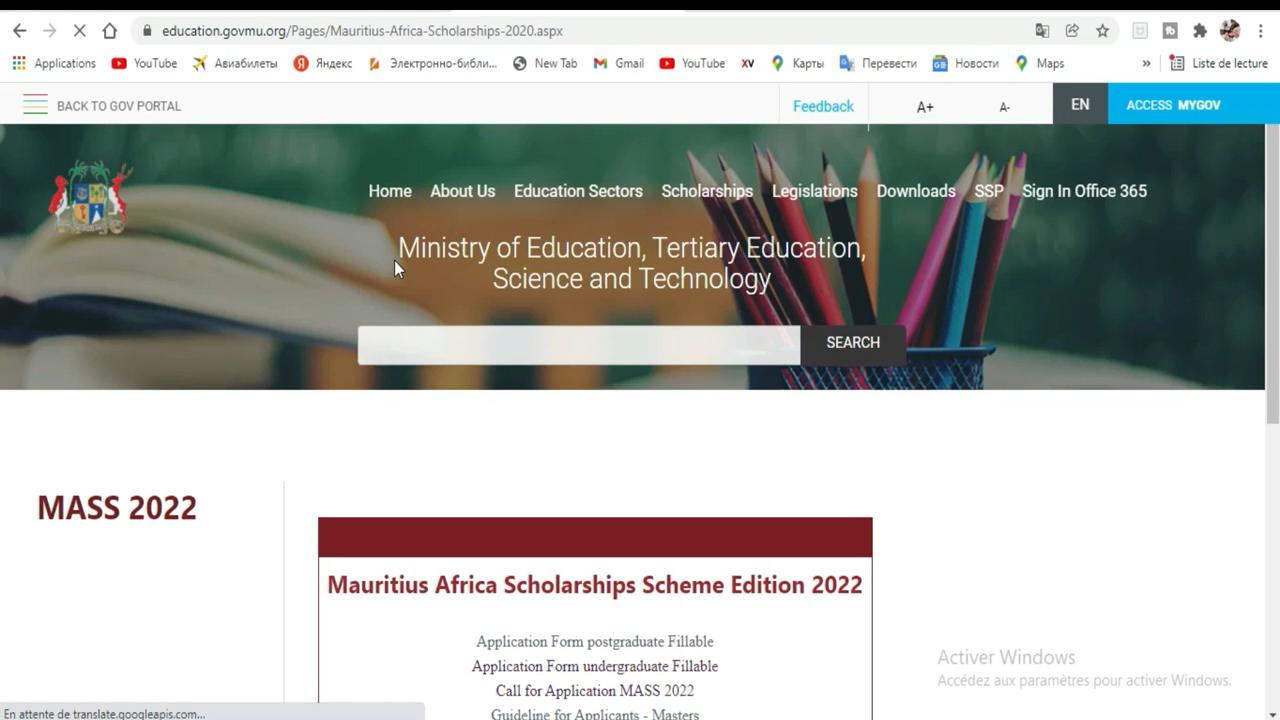 education.govmu.org/Pages/Mauritius-Africa-Scholarships-2020.aspx
Applications YouTube Авиабилеты Яндекс Электронно-библи... New Tab Gmail YouTube XV Карты Перевести Новости Maps » Liste de lecture
BACK TO GOV PORTAL Feedback A+ A- EN ACCESS MYGOV
Home About Us Education Sectors Scholarships Legislations Downloads SSP Sign In Office 365
Ministry of Education, Tertiary Education,
Science and Technology
SEARCH
MASS 2022
Mauritius Africa Scholarships Scheme Edition 2022
Application Form postgraduate Fillable
Application Form undergraduate Fillable
Call for Application MASS 2022
Guideline for Applicants - Masters
Activer Windows
Accédez aux paramètres pour activer Windows.
En attente de translate.googleapis.com...